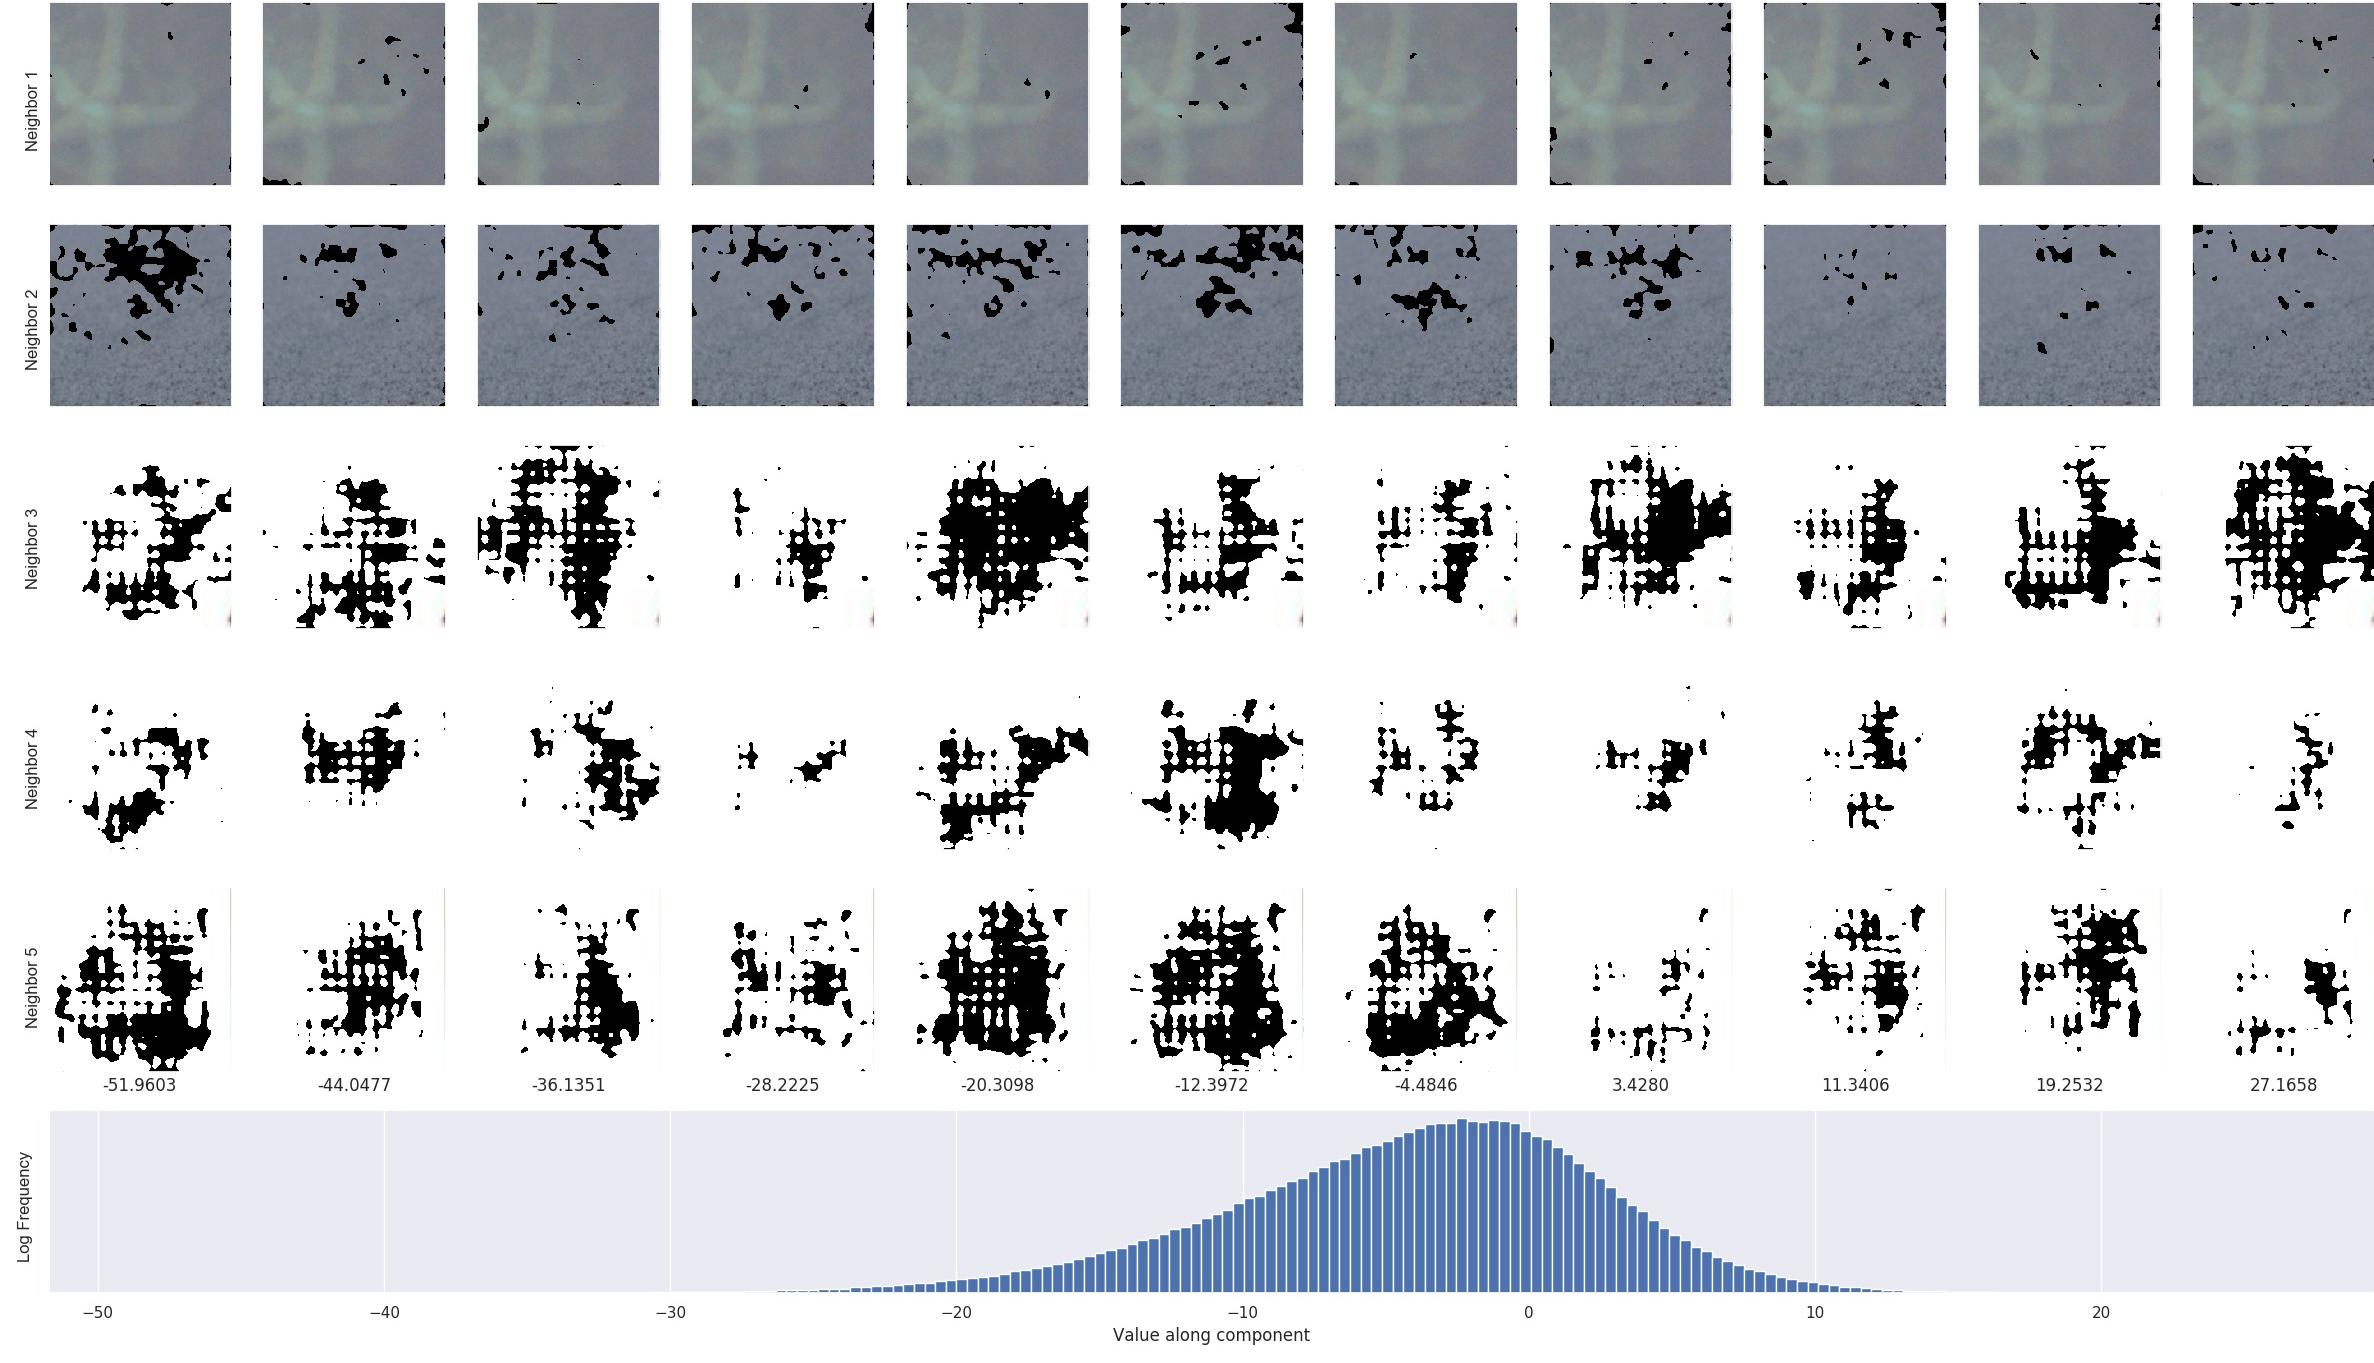 Neighbor 1
Neighbor 2
Neighbor 3
Neighbor 4
Neighbor 5
-51.9603 -44.0477 -36.1351 -28.2225 -20.3098 -12.3972 -4.4846 3.4280 11.3406 19.2532 27.1658
Log Frequency
−50 −40 −30 −20 −10 0 10 20
Value along component